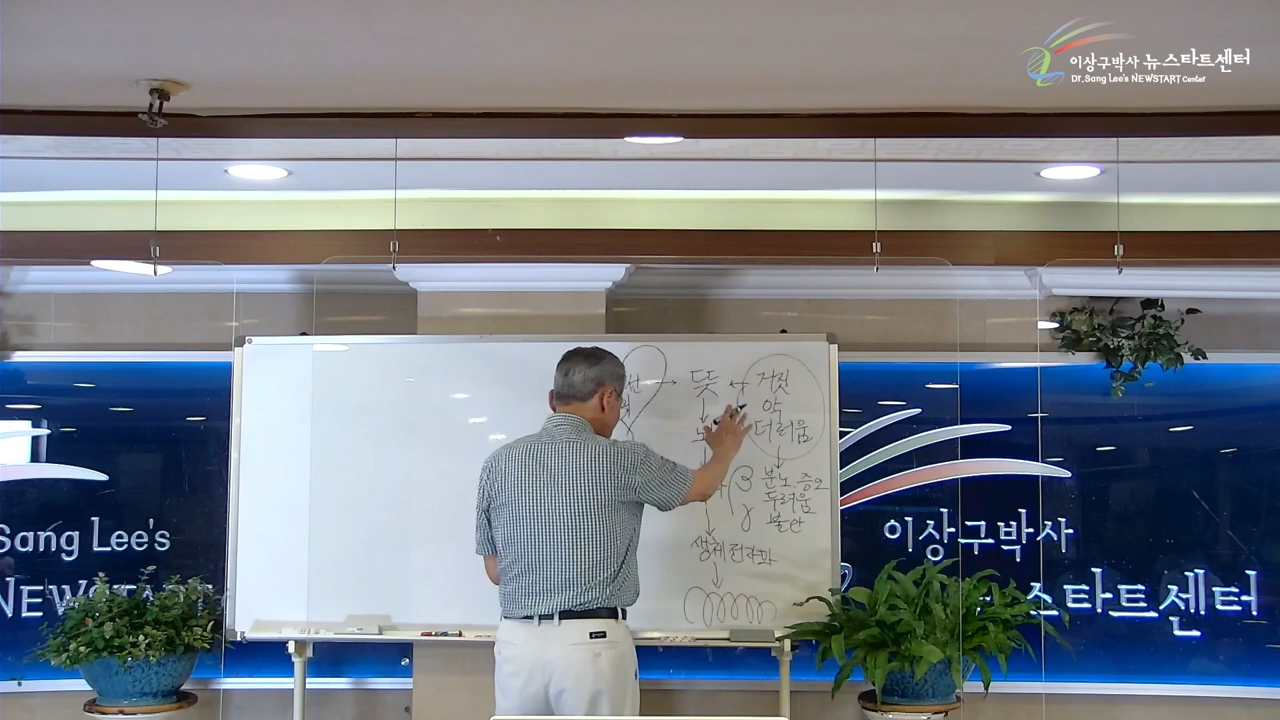 이상구박사 뉴스타트센터
Dr. Sang Lee's NEWSTART Center
뜻
거짓
악
더러움
β
γ
분노 증오
두려움
불안
생체전자파
Sang Lee's
NEWSTART
이상구박사
스타트센터